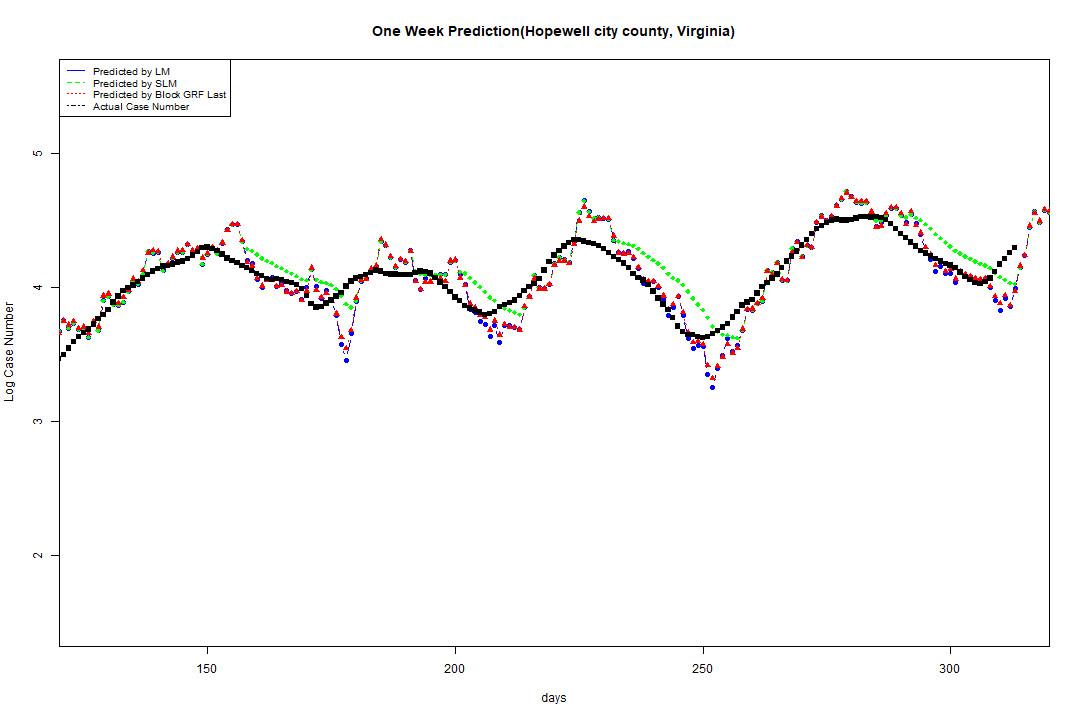 One Week Prediction(Hopewell city county, Virginia)
Predicted by LM
Predicted by SLM
Predicted by Block GRF Last
Actual Case Number
5
4
3
2
Log Case Number
150 200 250 300
days